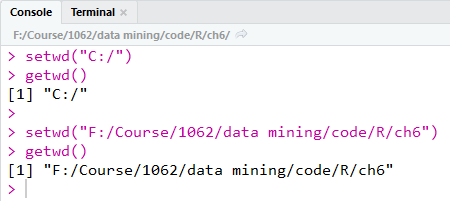 Console Terminal ×
F:/Course/1062/data mining/code/R/ch6/
> setwd("C:/")
> getwd()
[1] "C:/"
>
> setwd("F:/Course/1062/data mining/code/R/ch6")
> getwd()
[1] "F:/Course/1062/data mining/code/R/ch6"
>